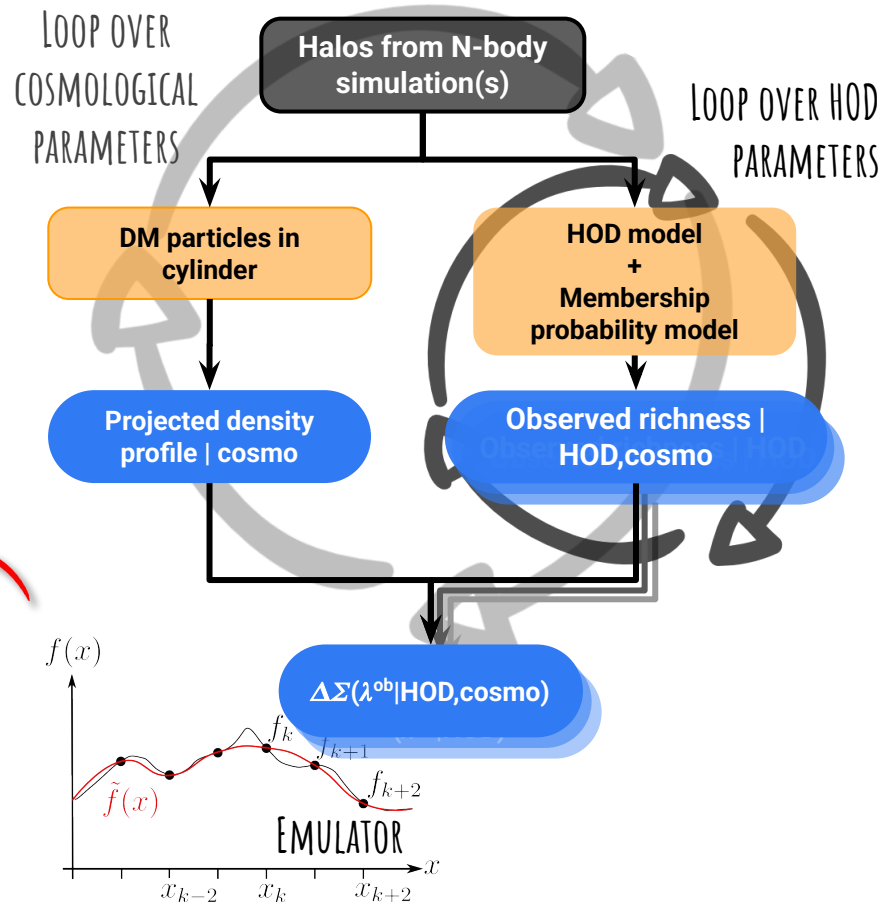 Loop over
cosmological
parameters
Halos from N-body
simulation(s)
Loop over HOD
parameters
DM particles in
cylinder
HOD model
+
Membership
probability model
Projected density
profile | cosmo
Observed richness |
HOD,cosmo
ΔΣ(λᵒᵇ|HOD,cosmo)
f(x)
f_k
f_{k+1}
f_{k+2}
f̃(x)
Emulator
x
x_{k−2}
x_k
x_{k+2}